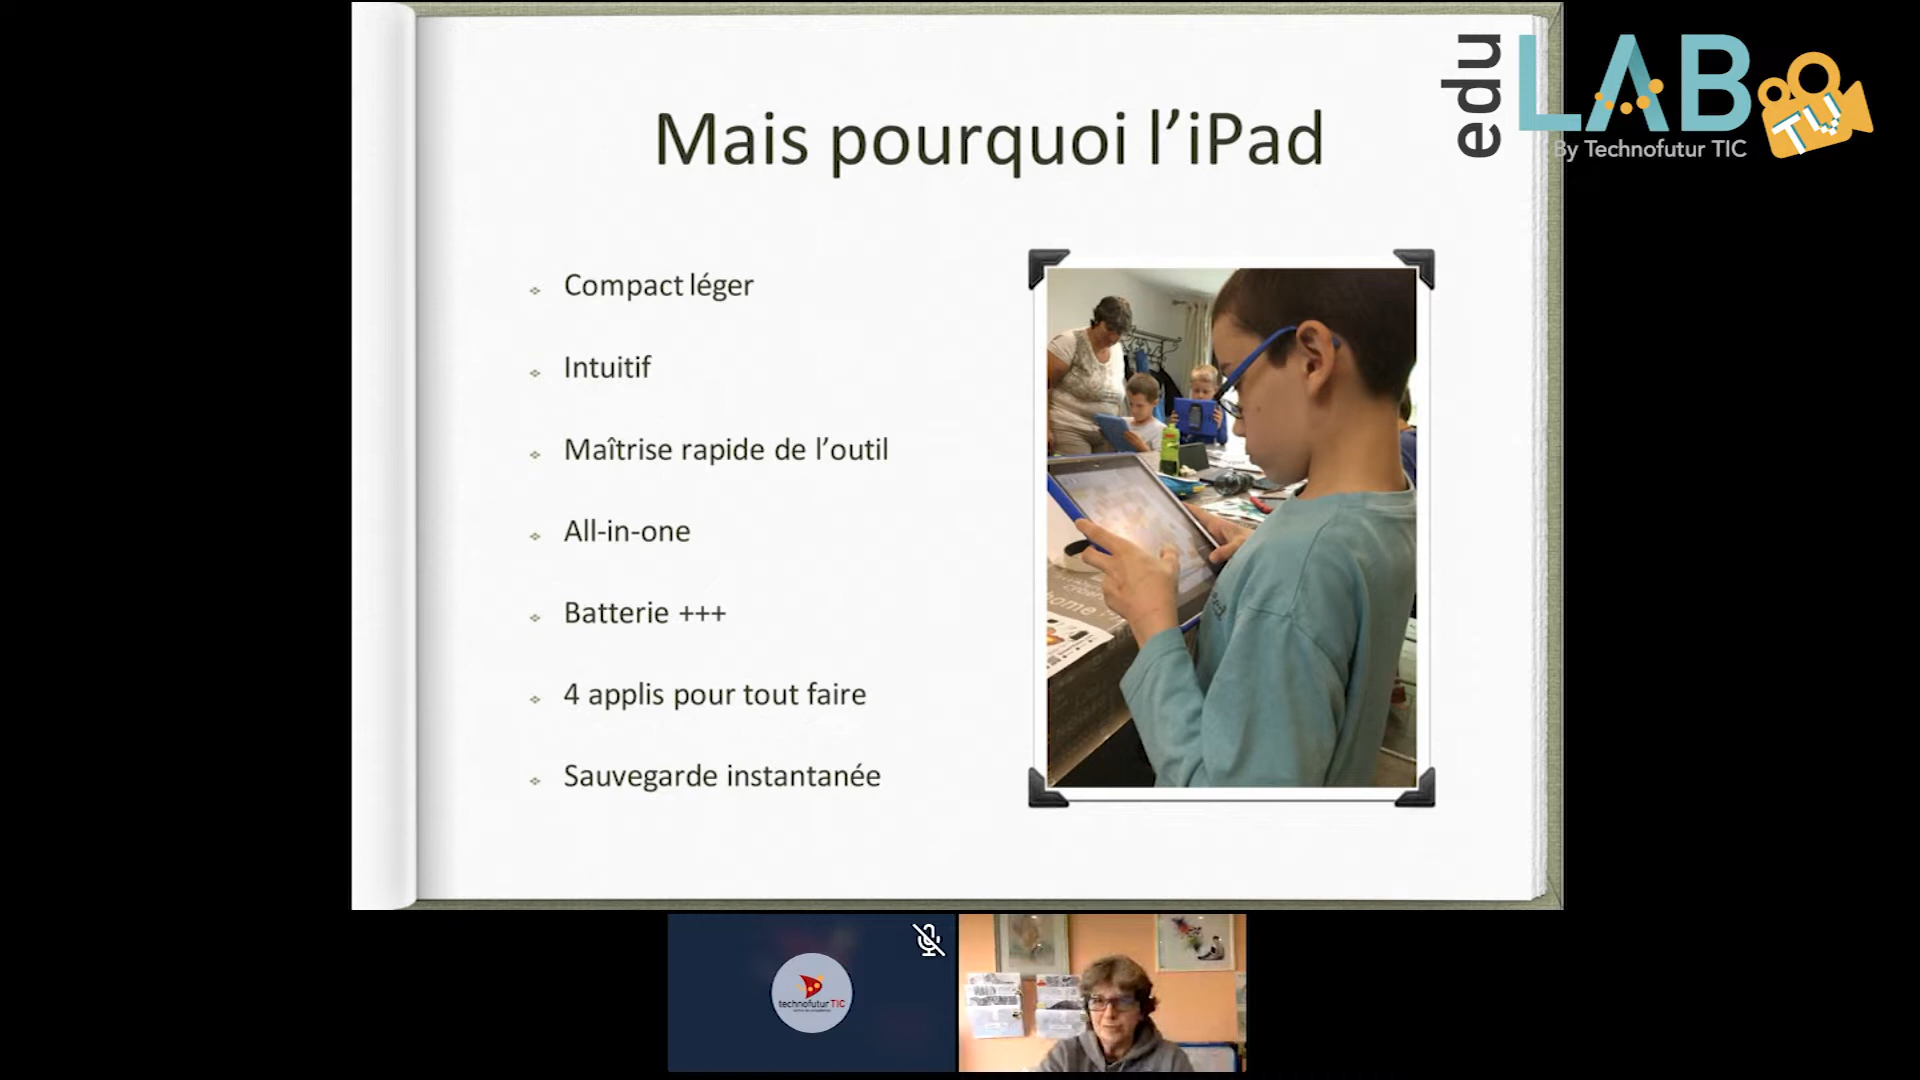 Mais pourquoi l’iPad
edu LAB TV
By Technofutur TIC
Compact léger
Intuitif
Maîtrise rapide de l’outil
All-in-one
Batterie +++
4 applis pour tout faire
Sauvegarde instantanée
home
technofutur TIC